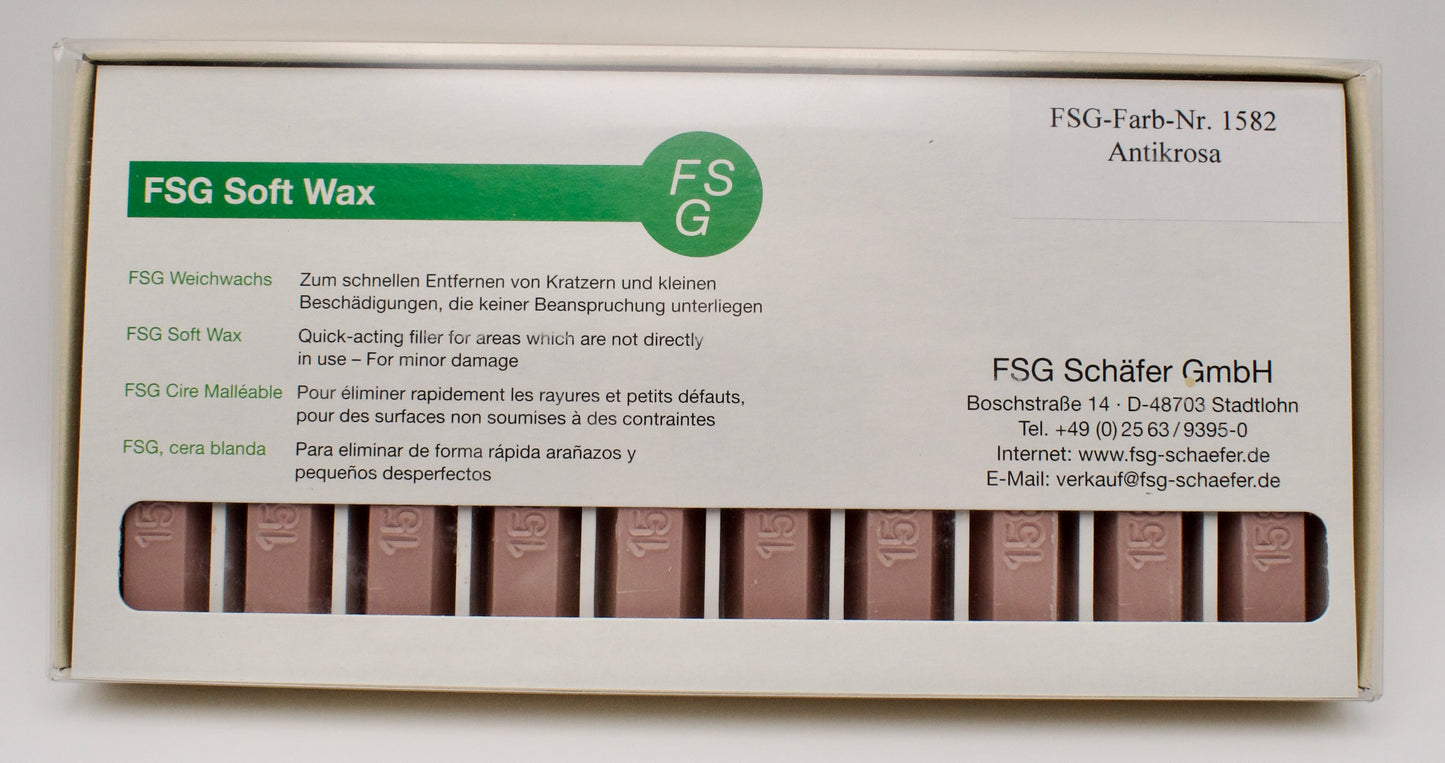 FSG-Farb-Nr. 1582
Antikrosa
FSG Soft Wax
FS
G
FSG Weichwachs Zum schnellen Entfernen von Kratzern und kleinen
Beschädigungen, die keiner Beanspruchung unterliegen
FSG Soft Wax Quick-acting filler for areas which are not directly
in use – For minor damage
FSG Cire Malléable Pour éliminer rapidement les rayures et petits défauts,
pour des surfaces non soumises à des contraintes
FSG, cera blanda Para eliminar de forma rápida arañazos y
pequeños desperfectos
FSG Schäfer GmbH
Boschstraße 14 · D-48703 Stadtlohn
Tel. +49 (0) 25 63 / 9395-0
Internet: www.fsg-schaefer.de
E-Mail: verkauf@fsg-schaefer.de